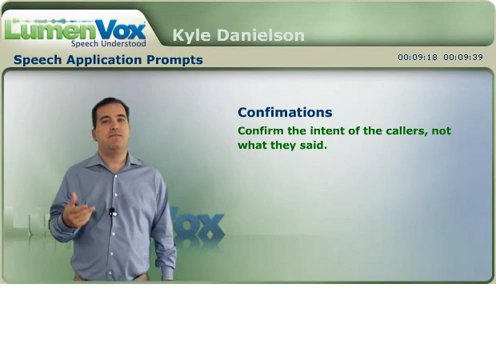 LumenVox
Speech Understood
Kyle Danielson
Speech Application Prompts
00:09:18 00:09:39
Confimations
Confirm the intent of the callers, not
what they said.
Vox